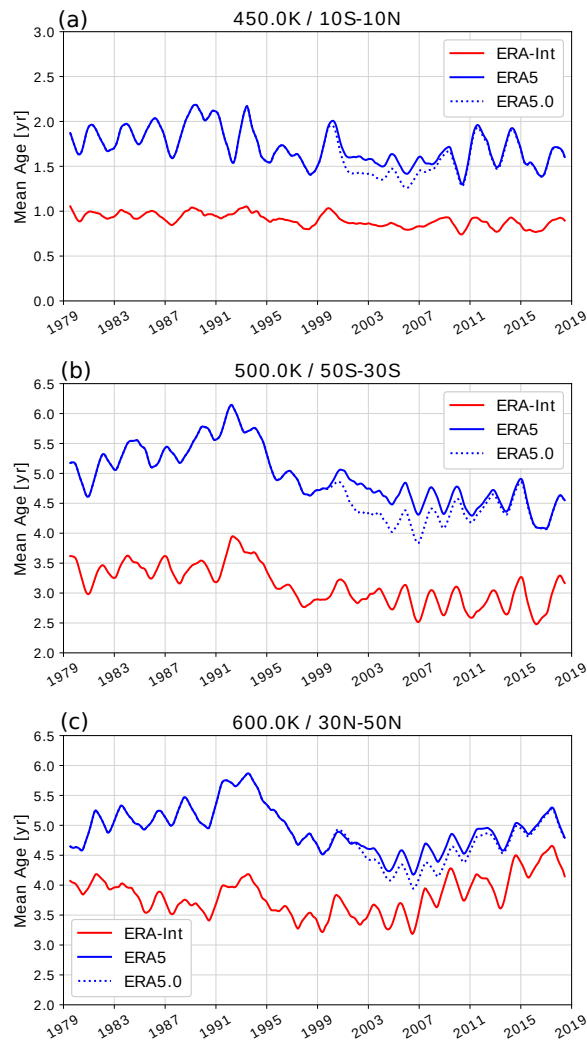 (a)
450.0K / 10S-10N
3.0
2.5
2.0
1.5
1.0
0.5
0.0
Mean Age [yr]
ERA-Int
ERA5
ERA5.0
1979 1983 1987 1991 1995 1999 2003 2007 2011 2015 2019
(b)
500.0K / 50S-30S
6.5
6.0
5.5
5.0
4.5
4.0
3.5
3.0
2.5
2.0
Mean Age [yr]
ERA-Int
ERA5
ERA5.0
1979 1983 1987 1991 1995 1999 2003 2007 2011 2015 2019
(c)
600.0K / 30N-50N
6.5
6.0
5.5
5.0
4.5
4.0
3.5
3.0
2.5
2.0
Mean Age [yr]
ERA-Int
ERA5
ERA5.0
1979 1983 1987 1991 1995 1999 2003 2007 2011 2015 2019